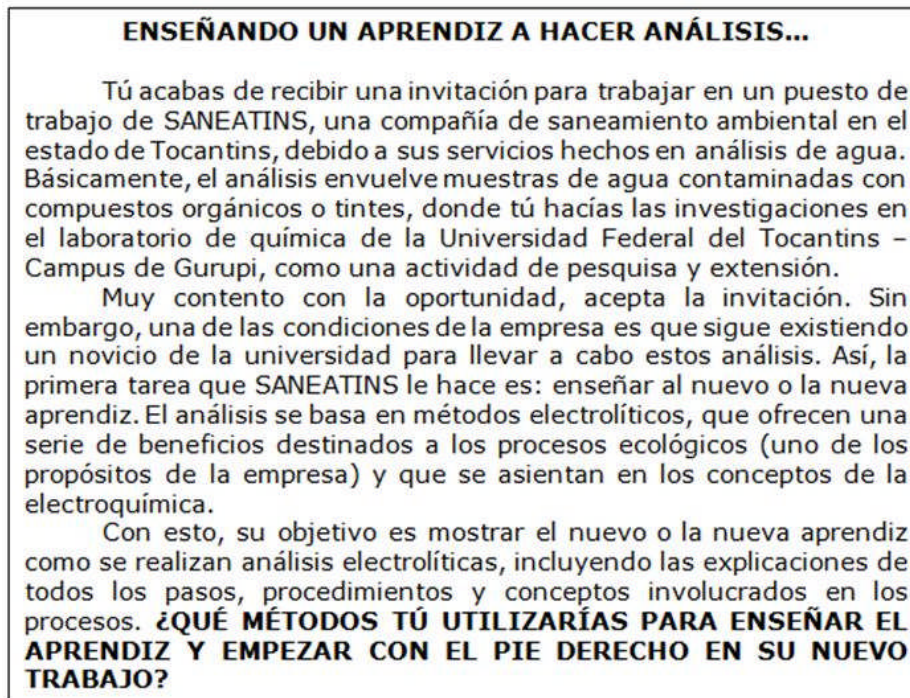 ENSEÑANDO UN APRENDIZ A HACER ANÁLISIS...
Tú acabas de recibir una invitación para trabajar en un puesto de
trabajo de SANEATINS, una compañía de saneamiento ambiental en el
estado de Tocantins, debido a sus servicios hechos en análisis de agua.
Básicamente, el análisis envuelve muestras de agua contaminadas con
compuestos orgánicos o tintes, donde tú hacías las investigaciones en
el laboratorio de química de la Universidad Federal del Tocantins –
Campus de Gurupi, como una actividad de pesquisa y extensión.
Muy contento con la oportunidad, acepta la invitación. Sin
embargo, una de las condiciones de la empresa es que sigue existiendo
un novicio de la universidad para llevar a cabo estos análisis. Así, la
primera tarea que SANEATINS le hace es: enseñar al nuevo o la nueva
aprendiz. El análisis se basa en métodos electrolíticos, que ofrecen una
serie de beneficios destinados a los procesos ecológicos (uno de los
propósitos de la empresa) y que se asientan en los conceptos de la
electroquímica.
Con esto, su objetivo es mostrar el nuevo o la nueva aprendiz
como se realizan análisis electrolíticas, incluyendo las explicaciones de
todos los pasos, procedimientos y conceptos involucrados en los
procesos. ¿QUÉ MÉTODOS TÚ UTILIZARÍAS PARA ENSEÑAR EL
APRENDIZ Y EMPEZAR CON EL PIE DERECHO EN SU NUEVO
TRABAJO?